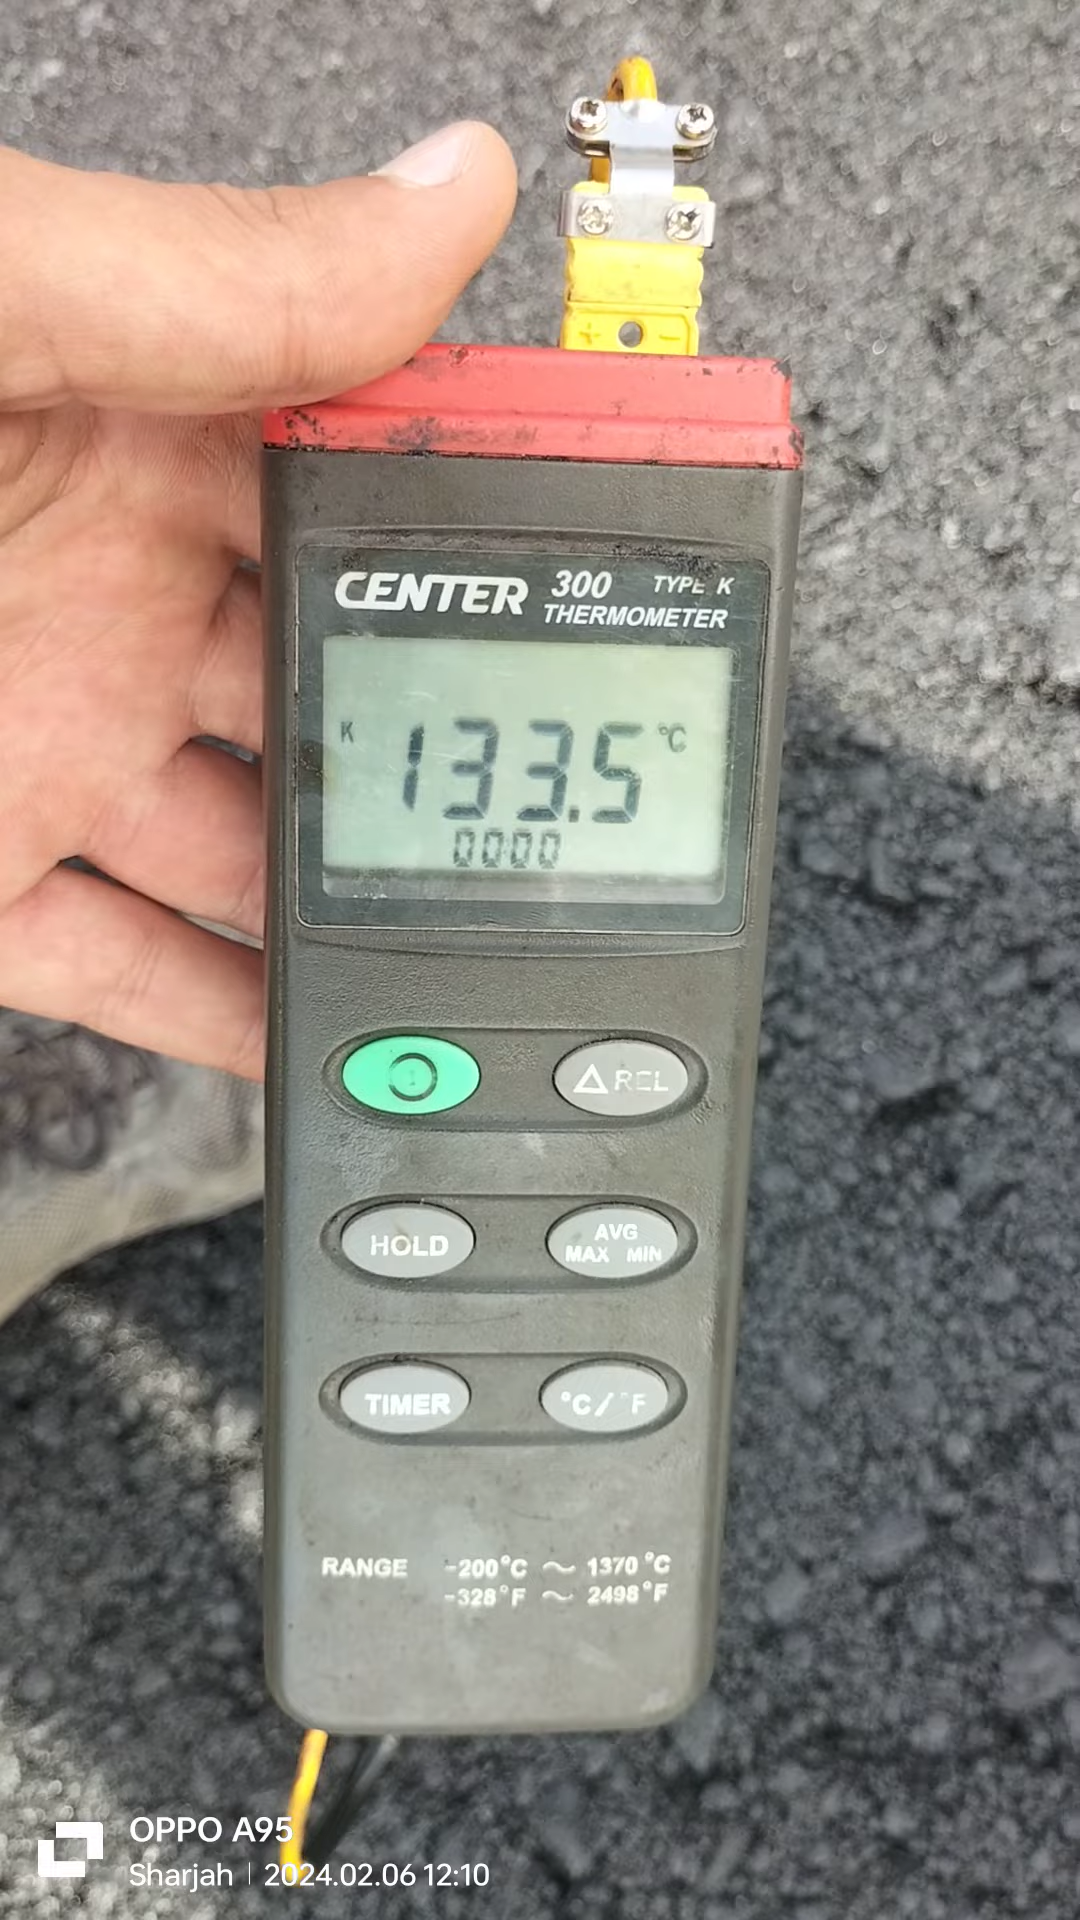 + −
CENTER 300 TYPE K
THERMOMETER
K 133.5 °C
0000
△ REL
HOLD
AVG
MAX MIN
TIMER
°C/°F
RANGE -200°C ~ 1370°C
-328°F ~ 2498°F
OPPO A95
Sharjah | 2024.02.06 12:10